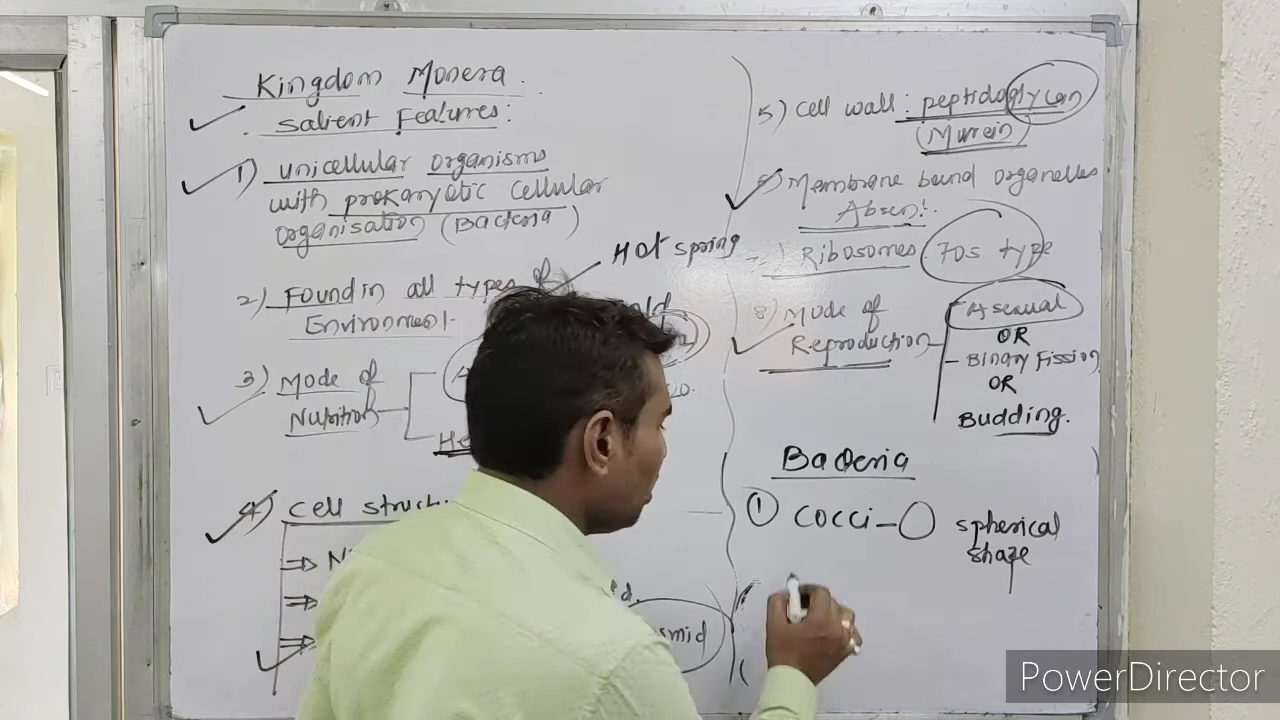 Kingdom Monera
Salient Features:
1) unicellular organisms
with prokaryotic cellular
organisation (Bacteria)
2) Found in all types of
Environment.
Hot spring
3) Mode of
Nutrition
4) Cell
5) Cell wall: peptidoglycan
(Murein)
6) Membrane bound organelles
Absent.
Ribosomes 70s type
8) Mode of
Reproduction
Asexual
OR
- Binary Fission
OR
Budding.
Bacteria
1 cocci - spherical
shape
PowerDirector